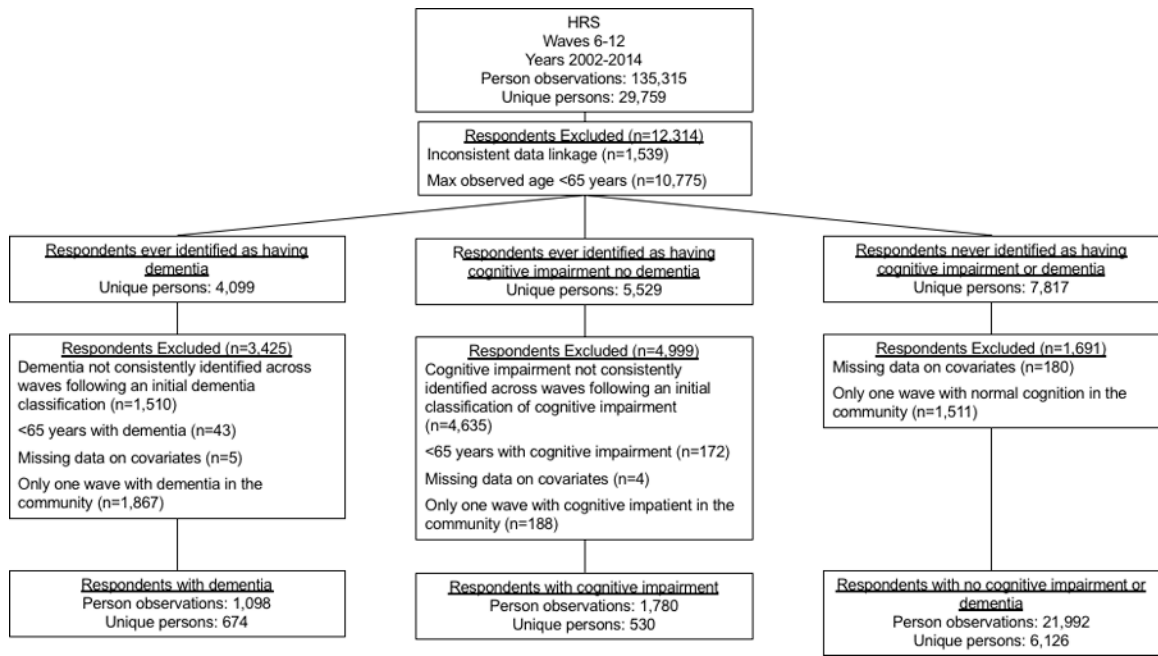 HRS
Waves 6-12
Years 2002-2014
Person observations: 135,315
Unique persons: 29,759
Respondents Excluded (n=12,314)
Inconsistent data linkage (n=1,539)
Max observed age <65 years (n=10,775)
Respondents ever identified as having
dementia
Unique persons: 4,099
Respondents ever identified as having
cognitive impairment no dementia
Unique persons: 5,529
Respondents never identified as having
cognitive impairment or dementia
Unique persons: 7,817
Respondents Excluded (n=3,425)
Dementia not consistently identified across
waves following an initial dementia
classification (n=1,510)
<65 years with dementia (n=43)
Missing data on covariates (n=5)
Only one wave with dementia in the
community (n=1,867)
Respondents Excluded (n=4,999)
Cognitive impairment not consistently
identified across waves following an initial
classification of cognitive impairment
(n=4,635)
<65 years with cognitive impairment (n=172)
Missing data on covariates (n=4)
Only one wave with cognitive impatient in the
community (n=188)
Respondents Excluded (n=1,691)
Missing data on covariates (n=180)
Only one wave with normal cognition in the
community (n=1,511)
Respondents with dementia
Person observations: 1,098
Unique persons: 674
Respondents with cognitive impairment
Person observations: 1,780
Unique persons: 530
Respondents with no cognitive impairment or
dementia
Person observations: 21,992
Unique persons: 6,126